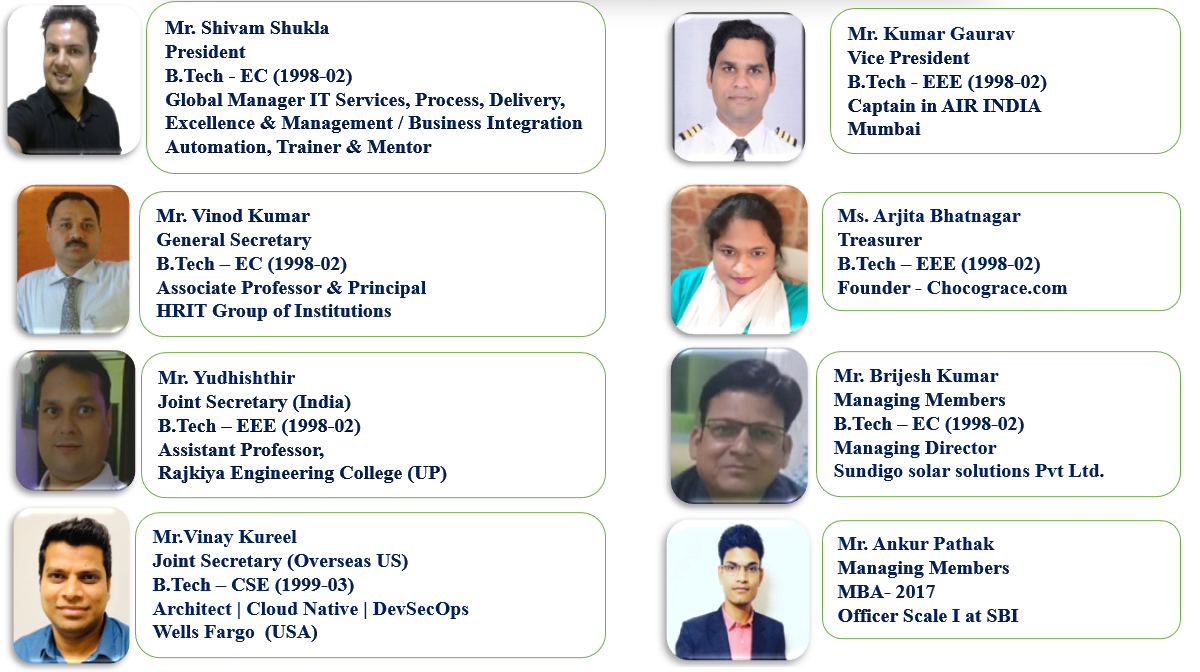 Mr. Shivam Shukla
President
B.Tech - EC (1998-02)
Global Manager IT Services, Process, Delivery,
Excellence & Management / Business Integration
Automation, Trainer & Mentor
Mr. Kumar Gaurav
Vice President
B.Tech - EEE (1998-02)
Captain in AIR INDIA
Mumbai
Mr. Vinod Kumar
General Secretary
B.Tech – EC (1998-02)
Associate Professor & Principal
HRIT Group of Institutions
Ms. Arjita Bhatnagar
Treasurer
B.Tech – EEE (1998-02)
Founder - Chocograce.com
Mr. Yudhishthir
Joint Secretary (India)
B.Tech – EEE (1998-02)
Assistant Professor,
Rajkiya Engineering College (UP)
Mr. Brijesh Kumar
Managing Members
B.Tech – EC (1998-02)
Managing Director
Sundigo solar solutions Pvt Ltd.
Mr.Vinay Kureel
Joint Secretary (Overseas US)
B.Tech – CSE (1999-03)
Architect | Cloud Native | DevSecOps
Wells Fargo (USA)
Mr. Ankur Pathak
Managing Members
MBA- 2017
Officer Scale I at SBI